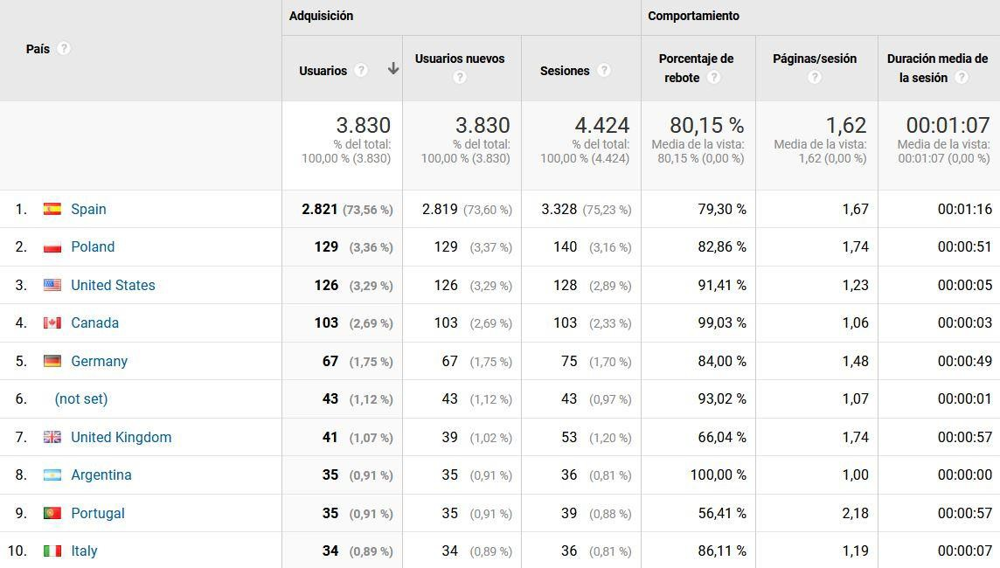 País ?
Adquisición
Comportamiento
Usuarios ?
Usuarios nuevos ?
Sesiones ?
Porcentaje de rebote ?
Páginas/sesión ?
Duración media de la sesión ?
3.830 3.830 4.424 80,15 % 1,62 00:01:07
% del total: % del total: % del total: Media de la vista: Media de la vista: Media de la vista:
100,00 % (3.830) 100,00 % (3.830) 100,00 % (4.424) 80,15 % (0,00 %) 1,62 (0,00 %) 00:01:07 (0,00 %)
1. Spain 2.821 (73,56 %) 2.819 (73,60 %) 3.328 (75,23 %) 79,30 % 1,67 00:01:16
2. Poland 129 (3,36 %) 129 (3,37 %) 140 (3,16 %) 82,86 % 1,74 00:00:51
3. United States 126 (3,29 %) 126 (3,29 %) 128 (2,89 %) 91,41 % 1,23 00:00:05
4. Canada 103 (2,69 %) 103 (2,69 %) 103 (2,33 %) 99,03 % 1,06 00:00:03
5. Germany 67 (1,75 %) 67 (1,75 %) 75 (1,70 %) 84,00 % 1,48 00:00:49
6. (not set) 43 (1,12 %) 43 (1,12 %) 43 (0,97 %) 93,02 % 1,07 00:00:01
7. United Kingdom 41 (1,07 %) 39 (1,02 %) 53 (1,20 %) 66,04 % 1,74 00:00:57
8. Argentina 35 (0,91 %) 35 (0,91 %) 36 (0,81 %) 100,00 % 1,00 00:00:00
9. Portugal 35 (0,91 %) 35 (0,91 %) 39 (0,88 %) 56,41 % 2,18 00:00:57
10. Italy 34 (0,89 %) 34 (0,89 %) 36 (0,81 %) 86,11 % 1,19 00:00:07